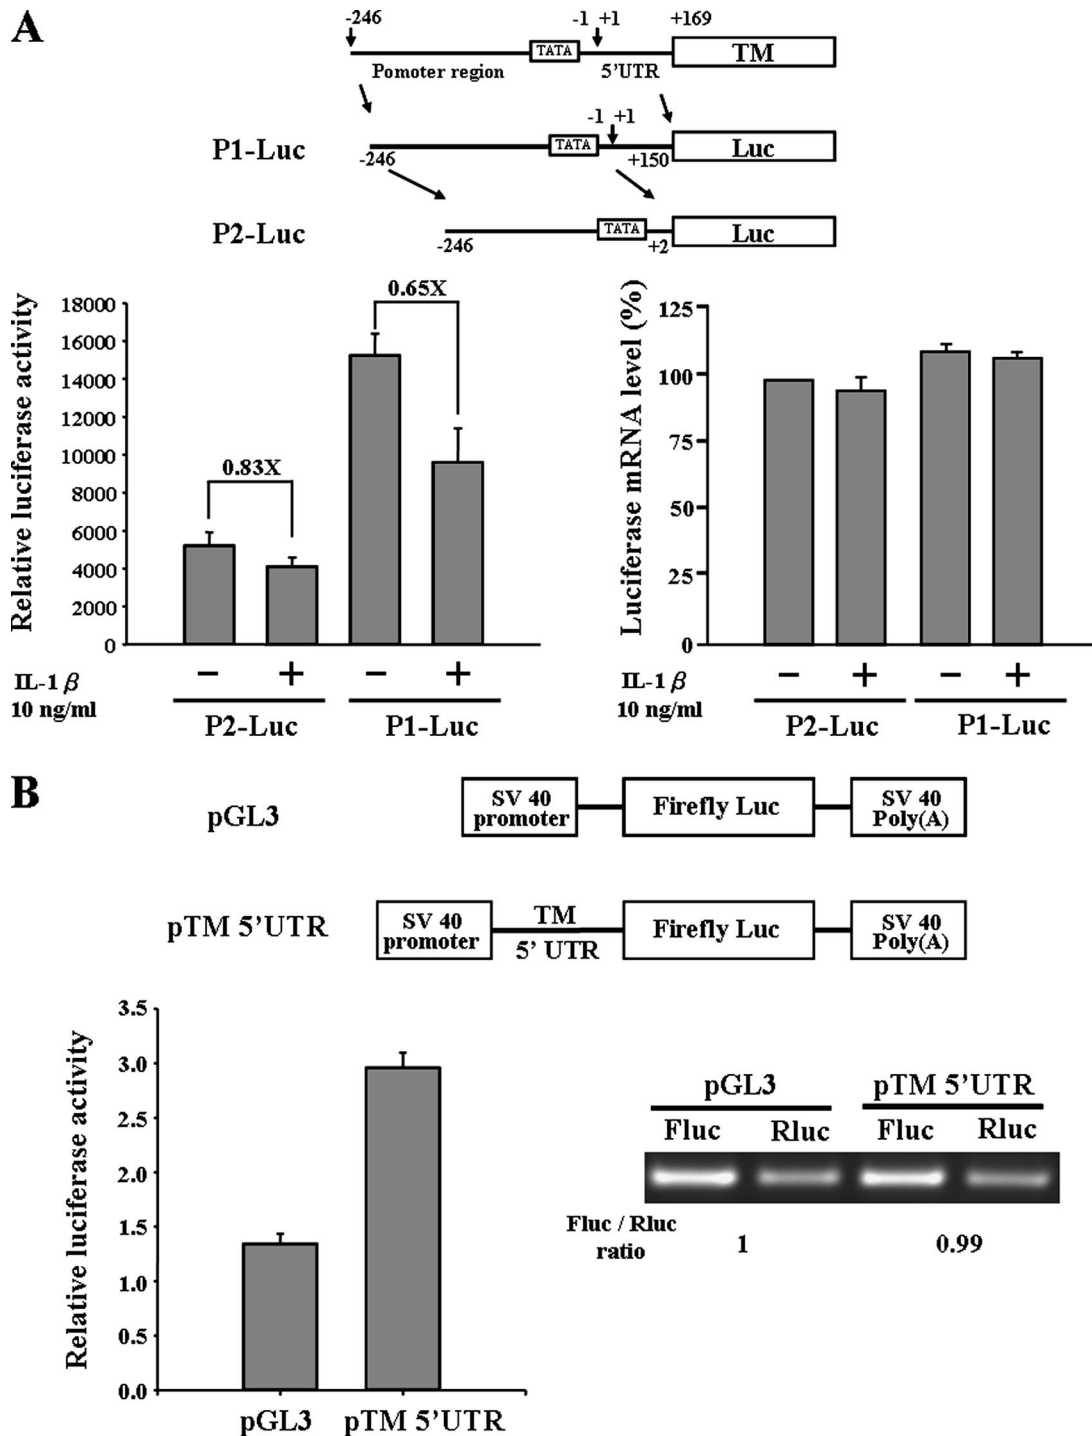 A
-246
-1 +1
+169
TATA
TM
Pomoter region
5'UTR
P1-Luc
-1 +1
TATA
Luc
-246
+150
P2-Luc
TATA
Luc
-246
+2
Relative luciferase activity
18000
16000
14000
12000
10000
8000
6000
4000
2000
0
0.83X
0.65X
IL-1 β
10 ng/ml
− + − +
P2-Luc P1-Luc
Luciferase mRNA level (%)
125
100
75
50
25
0
IL-1 β
10 ng/ml
− + − +
P2-Luc P1-Luc
B
pGL3
SV 40
promoter
Firefly Luc
SV 40
Poly(A)
pTM 5'UTR
SV 40
promoter
TM
5' UTR
Firefly Luc
SV 40
Poly(A)
Relative luciferase activity
3.5
3.0
2.5
2.0
1.5
1.0
0.5
0.0
pGL3 pTM 5'UTR
pGL3 pTM 5'UTR
Fluc Rluc Fluc Rluc
Fluc / Rluc
ratio
1 0.99